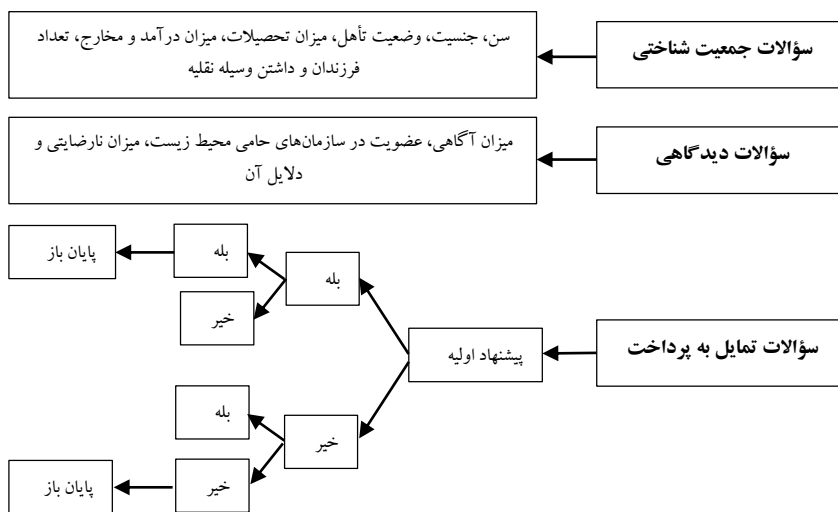 سؤالات جمعیت شناختی
سن، جنسیت، وضعیت تأهل، میزان تحصیلات، میزان درآمد و مخارج، تعداد
فرزندان و داشتن وسیله نقلیه
سؤالات دیدگاهی
میزان آگاهی، عضویت در سازمان‌های حامی محیط زیست، میزان نارضایتی و
دلایل آن
سؤالات تمایل به پرداخت
پیشنهاد اولیه
بله
بله
پایان باز
خیر
خیر
بله
خیر
پایان باز